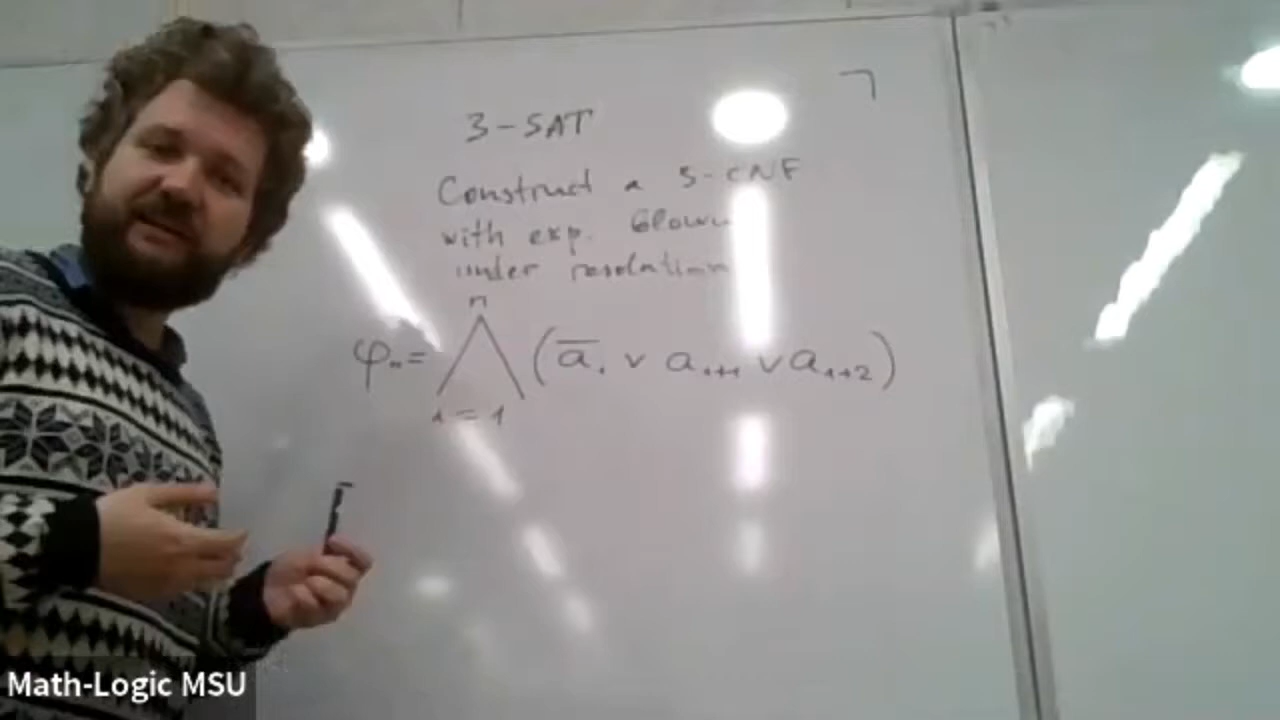 3-SAT
Construct a 3-CNF
with exp. blowup
under resolution
φₙ = ⋀ᵢ₌₁ⁿ (a̅ᵢ ∨ aᵢ₊₁ ∨ aᵢ₊₂)
Math-Logic MSU